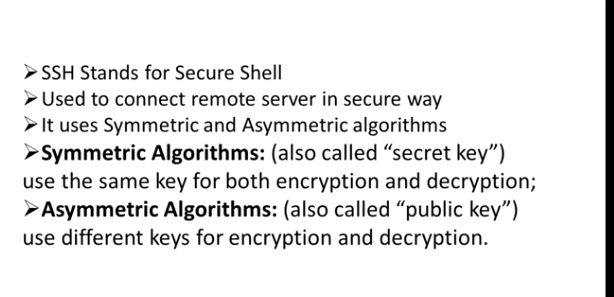 ➢SSH Stands for Secure Shell
➢Used to connect remote server in secure way
➢It uses Symmetric and Asymmetric algorithms
➢Symmetric Algorithms: (also called “secret key”)
use the same key for both encryption and decryption;
➢Asymmetric Algorithms: (also called “public key”)
use different keys for encryption and decryption.